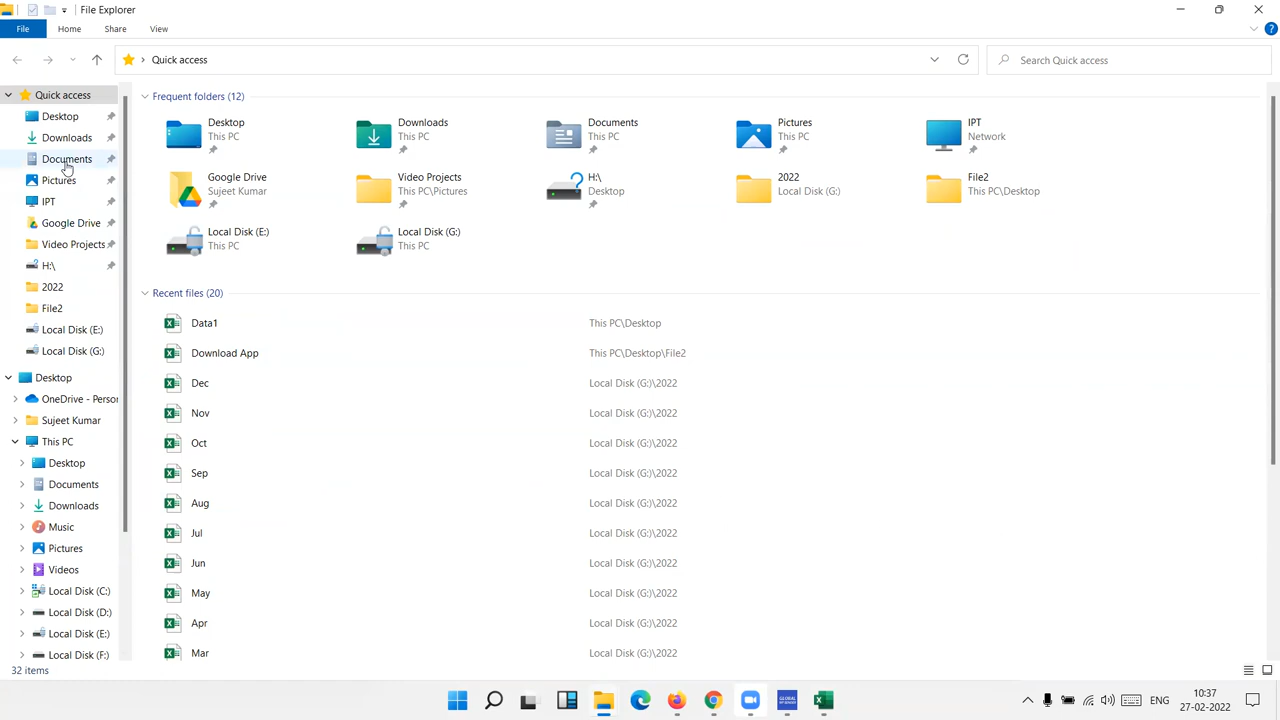 File Explorer
File Home Share View
Quick access
Search Quick access
Quick access
Desktop
Downloads
Documents
Pictures
IPT
Google Drive
Video Projects
H:\
2022
File2
Local Disk (E:)
Local Disk (G:)
Desktop
OneDrive - Persor
Sujeet Kumar
This PC
Desktop
Documents
Downloads
Music
Pictures
Videos
Local Disk (C:)
Local Disk (D:)
Local Disk (E:)
Local Disk (F:)
Frequent folders (12)
Desktop
This PC
Downloads
This PC
Documents
This PC
Pictures
This PC
IPT
Network
Google Drive
Sujeet Kumar
Video Projects
This PC\Pictures
H:\
Desktop
2022
Local Disk (G:)
File2
This PC\Desktop
Local Disk (E:)
This PC
Local Disk (G:)
This PC
Recent files (20)
Data1 This PC\Desktop
Download App This PC\Desktop\File2
Dec Local Disk (G:)\2022
Nov Local Disk (G:)\2022
Oct Local Disk (G:)\2022
Sep Local Disk (G:)\2022
Aug Local Disk (G:)\2022
Jul Local Disk (G:)\2022
Jun Local Disk (G:)\2022
May Local Disk (G:)\2022
Apr Local Disk (G:)\2022
Mar Local Disk (G:)\2022
32 items
ENG
10:37
27-02-2022